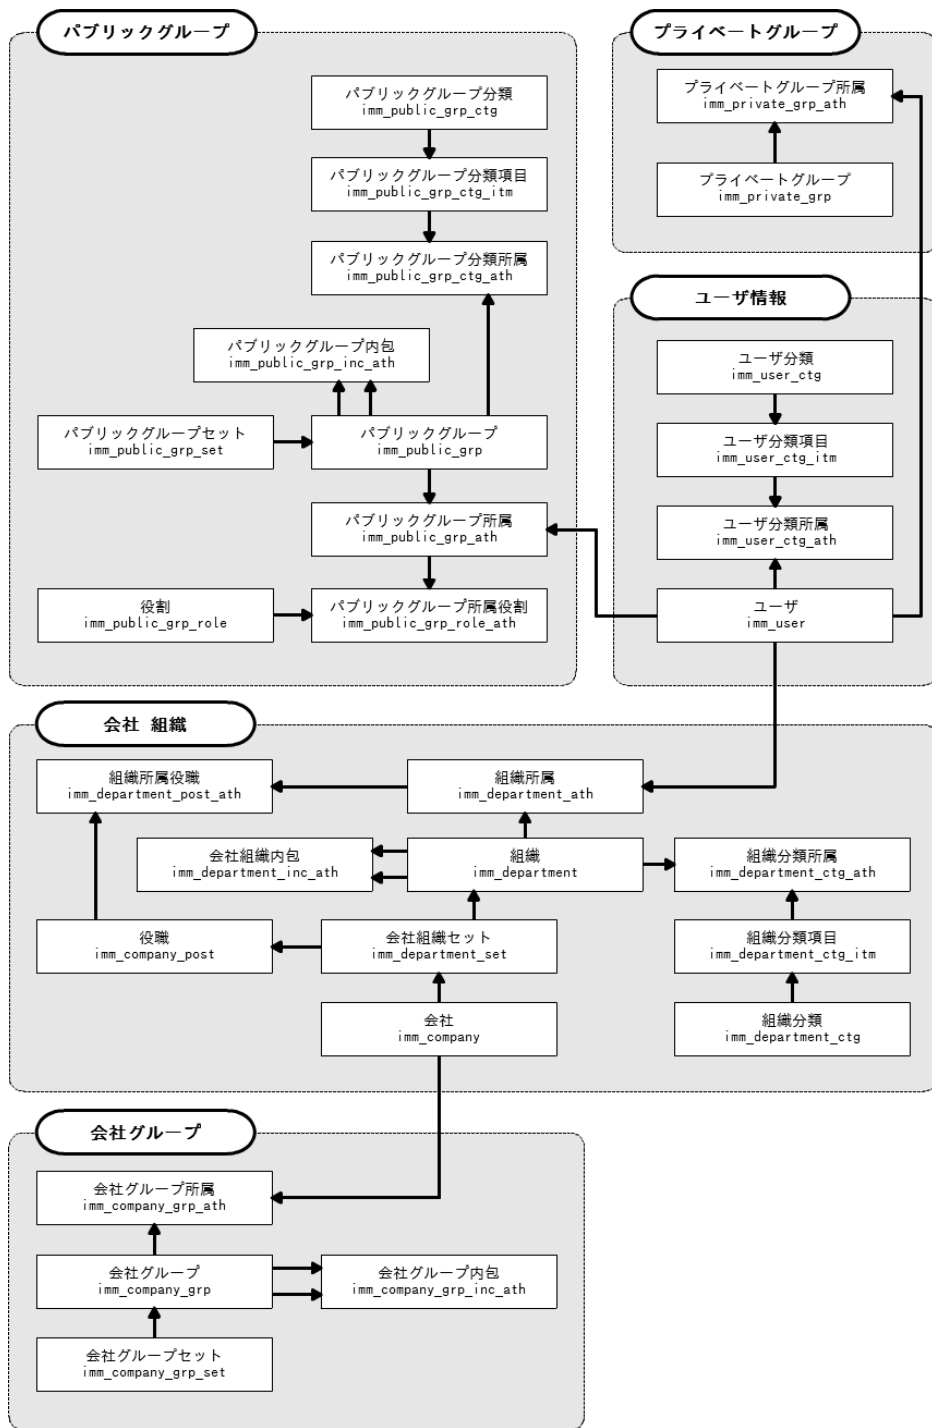 パブリックグループ
パブリックグループ分類
imm_public_grp_ctg
パブリックグループ分類項目
imm_public_grp_ctg_itm
パブリックグループ分類所属
imm_public_grp_ctg_ath
パブリックグループ内包
imm_public_grp_inc_ath
パブリックグループセット
imm_public_grp_set
パブリックグループ
imm_public_grp
パブリックグループ所属
imm_public_grp_ath
役割
imm_public_grp_role
パブリックグループ所属役割
imm_public_grp_role_ath
プライベートグループ
プライベートグループ所属
imm_private_grp_ath
プライベートグループ
imm_private_grp
ユーザ情報
ユーザ分類
imm_user_ctg
ユーザ分類項目
imm_user_ctg_itm
ユーザ分類所属
imm_user_ctg_ath
ユーザ
imm_user
会社 組織
組織所属役職
imm_department_post_ath
組織所属
imm_department_ath
会社組織内包
imm_department_inc_ath
組織
imm_department
組織分類所属
imm_department_ctg_ath
役職
imm_company_post
会社組織セット
imm_department_set
組織分類項目
imm_department_ctg_itm
会社
imm_company
組織分類
imm_department_ctg
会社グループ
会社グループ所属
imm_company_grp_ath
会社グループ
imm_company_grp
会社グループ内包
imm_company_grp_inc_ath
会社グループセット
imm_company_grp_set